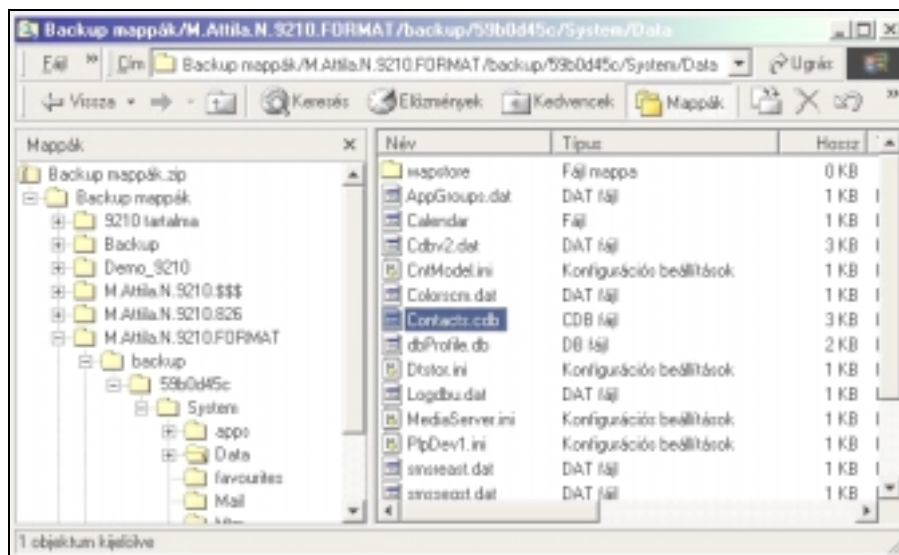 Backup mappák/M.Attila.N.9210.FORMAT/backup/59b0d45c/System/Data
Fájl » Cím Backup mappák/M.Attila.N.9210.FORMAT/backup/59b0d45c/System/Data Ugrás
Vissza Keresés Előzmények Kedvencek Mappák »
Mappák
Backup mappák.zip
Backup mappák
9210 tartalma
Backup
Demo_9210
M.Attila.N.9210.$$$
M.Attila.N.9210.826
M.Attila.N.9210.FORMAT
backup
59b0d45c
System
apps
Data
favourites
Mail
Név Típus Hossz
wapstore Fájl mappa 0 KB
AppGroups.dat DAT fájl 1 KB
Calendar Fájl 1 KB
Cdbv2.dat DAT fájl 3 KB
CntModel.ini Konfigurációs beállítások 1 KB
Colorscm.dat DAT fájl 1 KB
Contacts.cdb CDB fájl 3 KB
dbProfile.db DB fájl 2 KB
Dtstor.ini Konfigurációs beállítások 1 KB
Logdbu.dat DAT fájl 1 KB
MediaServer.ini Konfigurációs beállítások 1 KB
PlpDev1.ini Konfigurációs beállítások 1 KB
smsreast.dat DAT fájl 1 KB
smssegst.dat DAT fájl 1 KB
1 objektum kijelölve